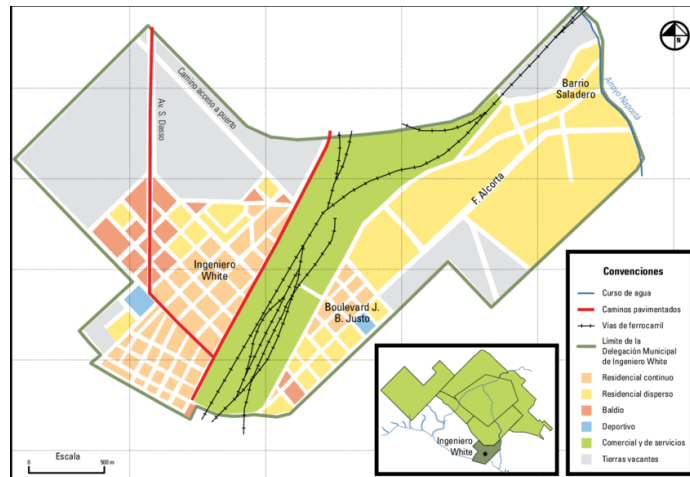 N
Camino acceso a puerto
Av. S. Dasso
Barrio
Saladero
Arroyo Napostá
F. Alcorta
Ingeniero
White
Boulevard J.
B. Justo
Convenciones
Curso de agua
Caminos pavimentados
Vías de ferrocarril
Límite de la
Delegación Municipal
de Ingeniero White
Residencial continuo
Residencial disperso
Baldío
Deportivo
Comercial y de servicios
Tierras vacantes
Ingeniero
White
Escala
0
500 m